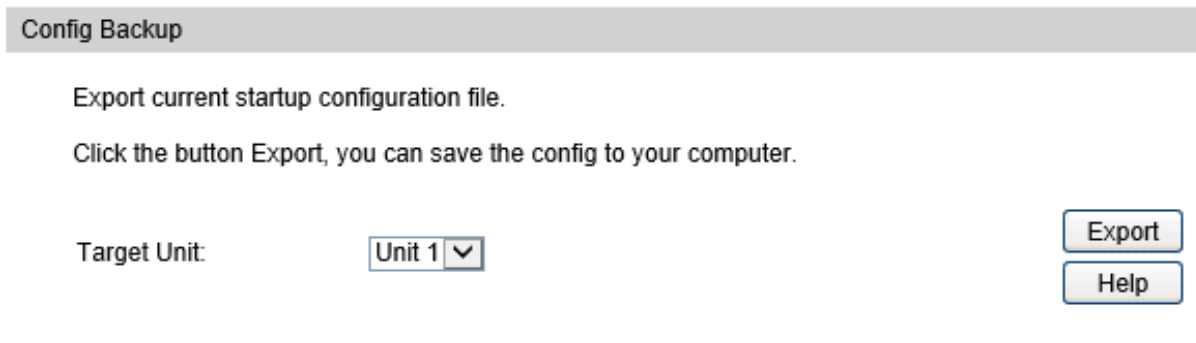 Config Backup
Export current startup configuration file.
Click the button Export, you can save the config to your computer.
Target Unit: Unit 1 Export
Help